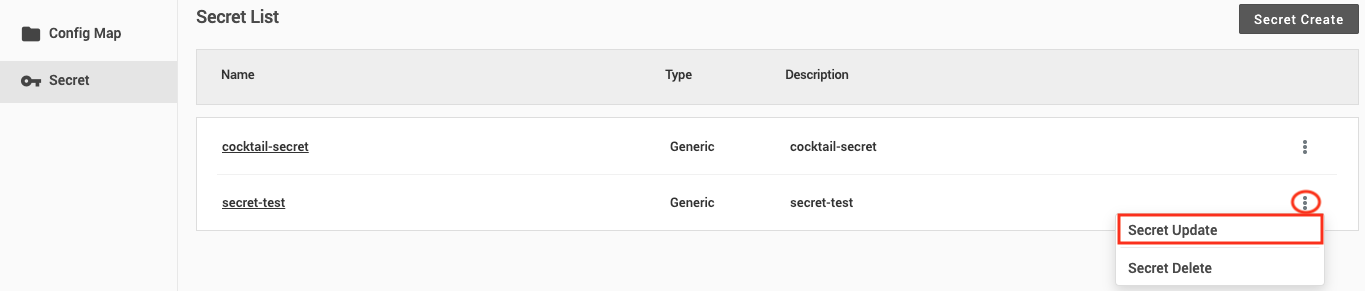 Config Map
Secret
Secret List
Secret Create
Name Type Description
cocktail-secret Generic cocktail-secret
secret-test Generic secret-test
Secret Update
Secret Delete